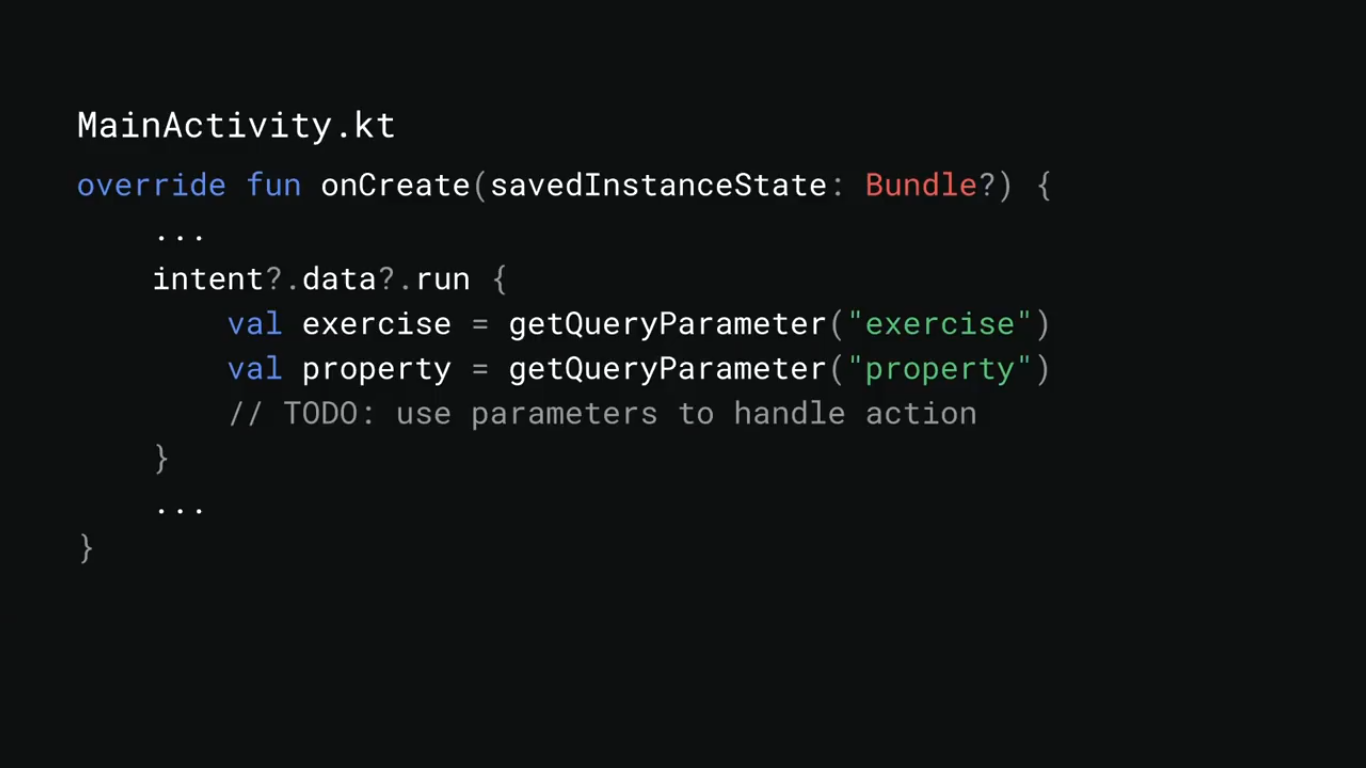 MainActivity.kt
override fun onCreate(savedInstanceState: Bundle?) {
...
intent?.data?.run {
val exercise = getQueryParameter("exercise")
val property = getQueryParameter("property")
// TODO: use parameters to handle action
}
...
}